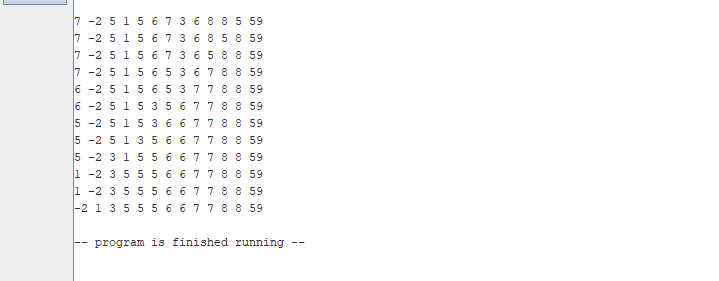 7 -2 5 1 5 6 7 3 6 8 8 5 59
7 -2 5 1 5 6 7 3 6 8 5 8 59
7 -2 5 1 5 6 7 3 6 5 8 8 59
7 -2 5 1 5 6 5 3 6 7 8 8 59
6 -2 5 1 5 6 5 3 7 7 8 8 59
6 -2 5 1 5 3 5 6 7 7 8 8 59
5 -2 5 1 5 3 6 6 7 7 8 8 59
5 -2 5 1 3 5 6 6 7 7 8 8 59
5 -2 3 1 5 5 6 6 7 7 8 8 59
1 -2 3 5 5 5 6 6 7 7 8 8 59
1 -2 3 5 5 5 6 6 7 7 8 8 59
-2 1 3 5 5 5 6 6 7 7 8 8 59
-- program is finished running --